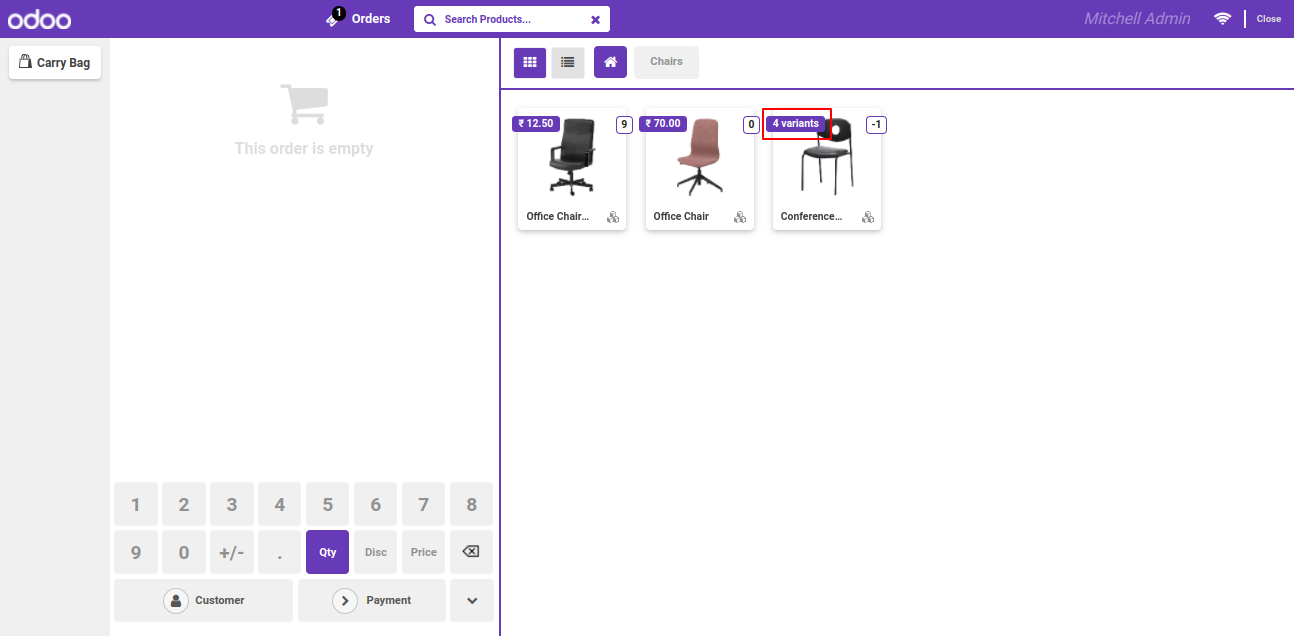 odoo
1
Orders
Search Products...
Mitchell Admin
Close
Carry Bag
This order is empty
Chairs
₹ 12.50
9
₹ 70.00
0
4 variants
-1
Office Chair...
Office Chair
Conference...
1 2 3 4 5 6 7 8
9 0 +/- . Qty Disc Price
Customer
Payment